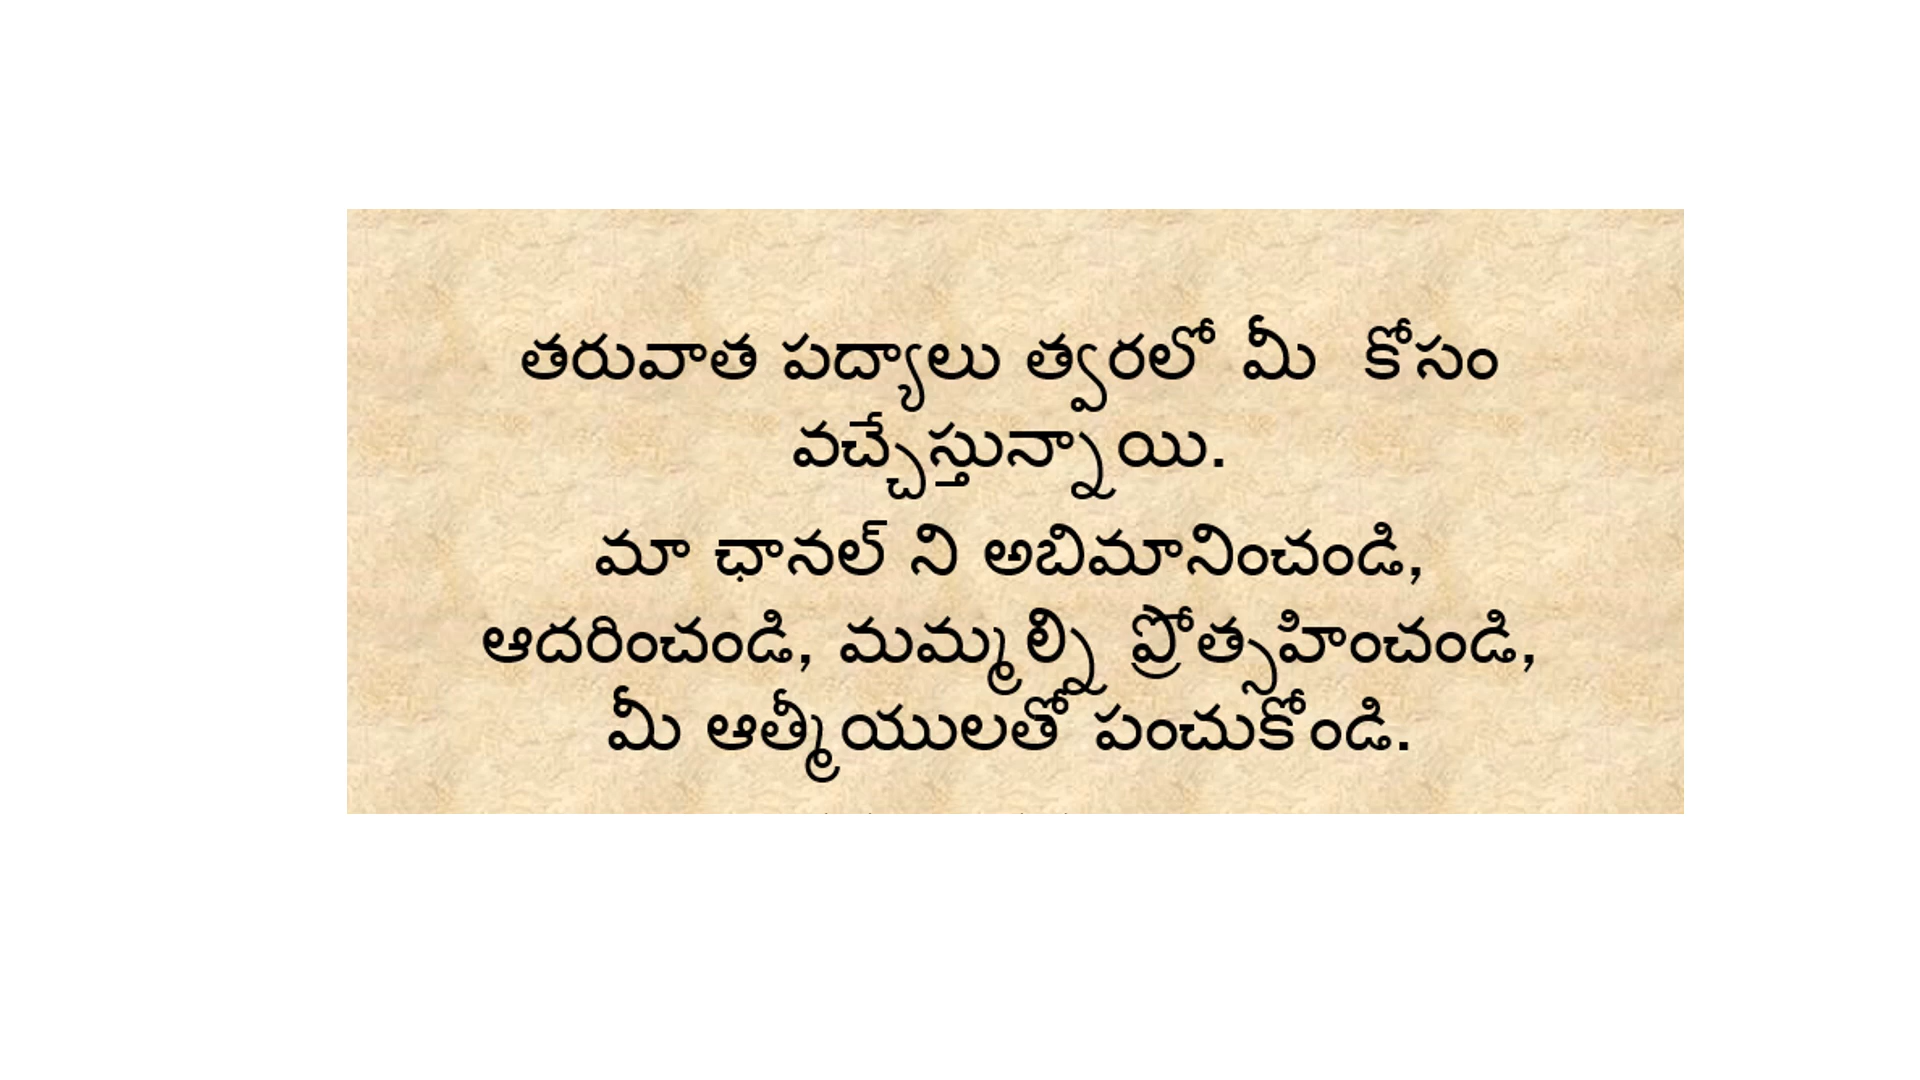 తరువాత పద్యాలు త్వరలో మీ  కోసం
వచ్చేస్తున్నాయి.
మా ఛానల్ ని అబిమానించండి,
ఆదరించండి, మమ్మల్ని ప్రోత్సహించండి,
మీ ఆత్మీయులతో పంచుకోండి.